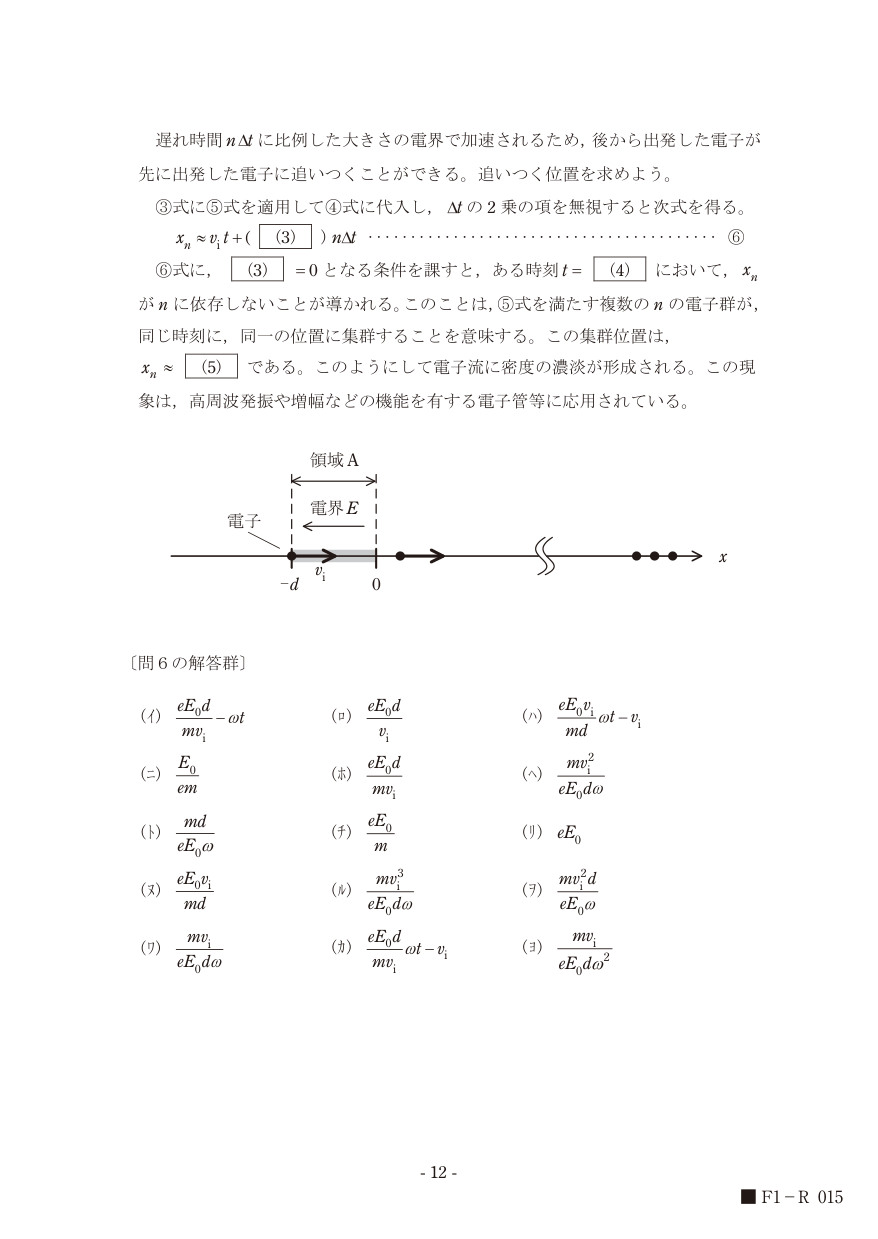 遅れ時間 nΔt に比例した大きさの電界で加速されるため，後から出発した電子が
先に出発した電子に追いつくことができる。追いつく位置を求めよう。
③式に⑤式を適用して④式に代入し， Δt の 2 乗の項を無視すると次式を得る。
xₙ ≈ vᵢ t + ( (3) ) nΔt ········································· ⑥
⑥式に， (3) = 0 となる条件を課すと，ある時刻 t = (4) において， xₙ
が n に依存しないことが導かれる。このことは，⑤式を満たす複数の n の電子群が，
同じ時刻に，同一の位置に集群することを意味する。この集群位置は，
xₙ ≈ (5) である。このようにして電子流に密度の濃淡が形成される。この現
象は，高周波発振や増幅などの機能を有する電子管等に応用されている。
領域 A
電界 E
電子
vᵢ
x
−d 0
〔問 6 の解答群〕
(ｲ) eE₀d/mvᵢ − ωt (ﾛ) eE₀d/vᵢ (ﾊ) eE₀vᵢ/md ωt − vᵢ
(ﾆ) E₀/em (ﾎ) eE₀d/mvᵢ (ﾍ) mvᵢ²/eE₀dω
(ﾄ) md/eE₀ω (ﾁ) eE₀/m (ﾘ) eE₀
(ﾇ) eE₀vᵢ/md (ﾙ) mvᵢ³/eE₀dω (ｦ) mvᵢ²d/eE₀ω
(ﾜ) mvᵢ/eE₀dω (ｶ) eE₀d/mvᵢ ωt − vᵢ (ﾖ) mvᵢ/eE₀dω²
- 12 -
■ F1－R 015